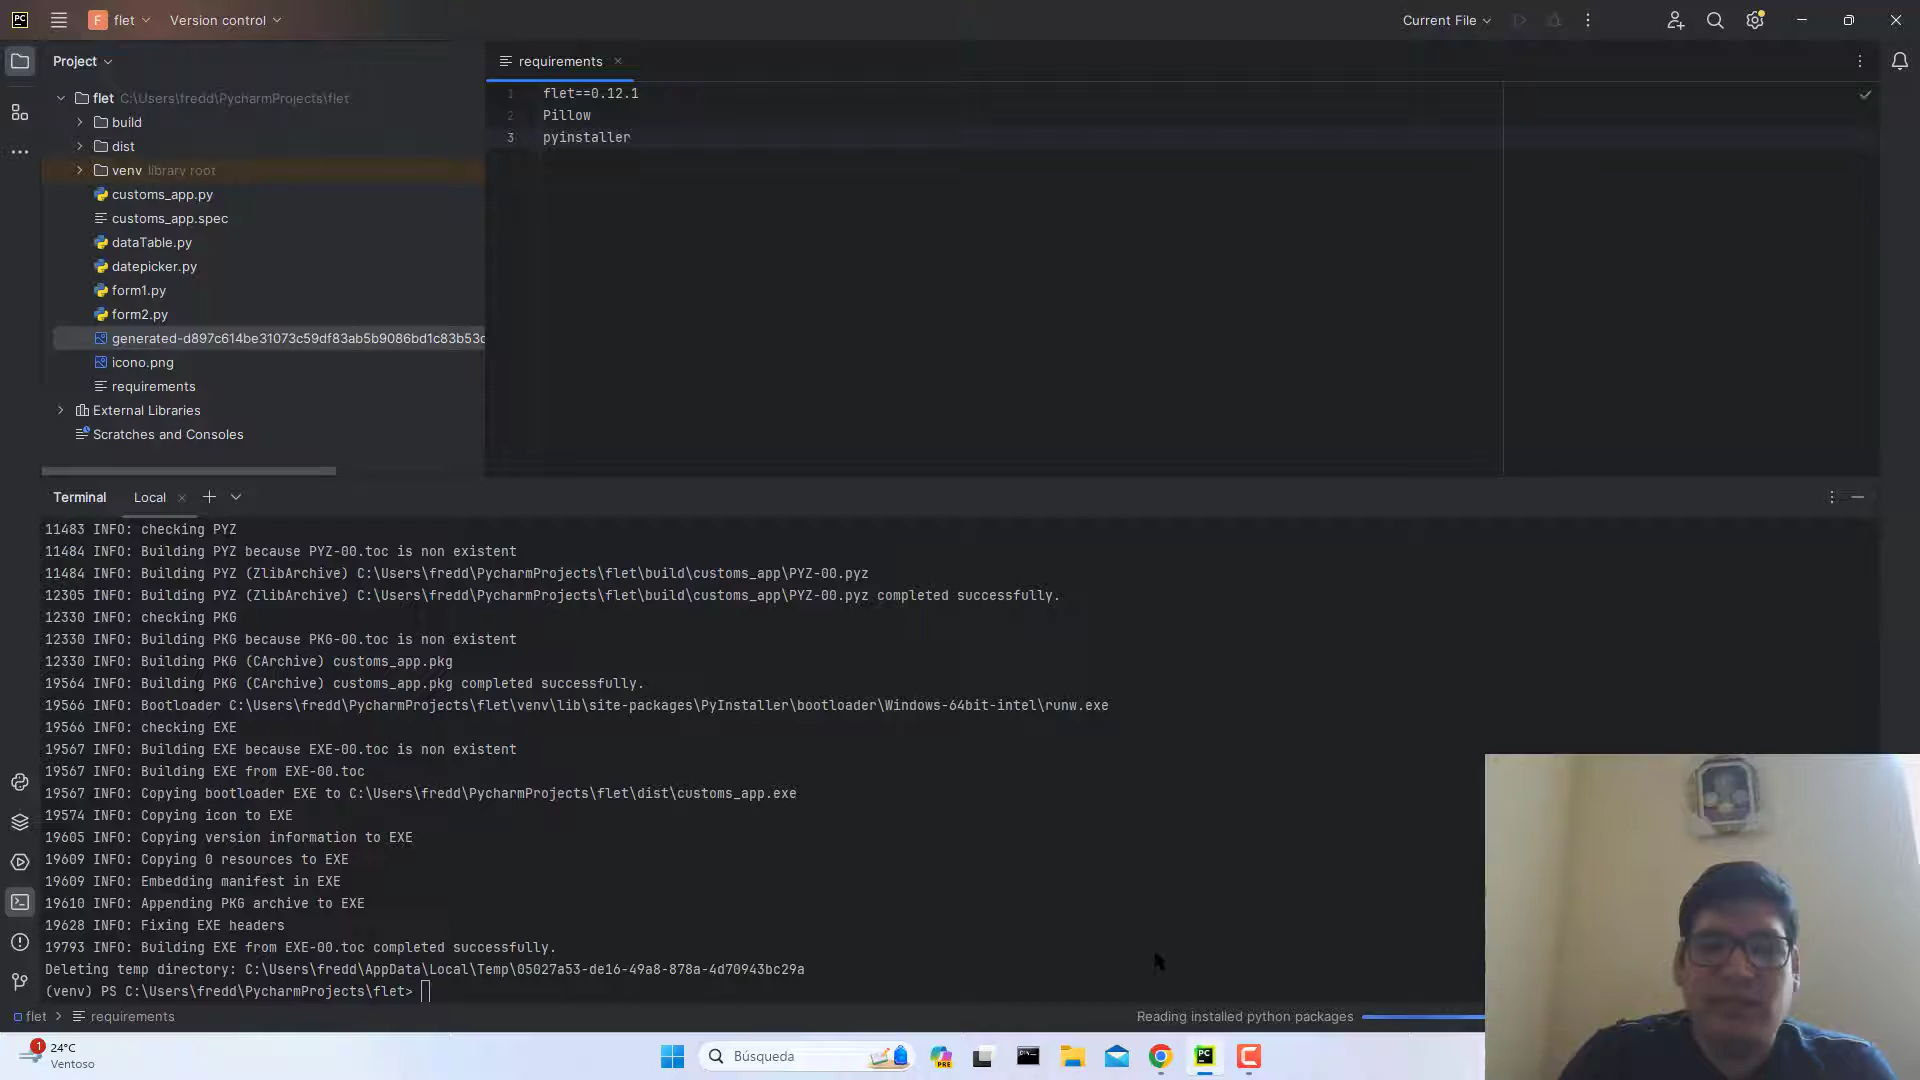 PC
F flet
Version control
Current File
Project
requirements
flet C:\Users\fredd\PycharmProjects\flet
build
dist
venv library root
customs_app.py
customs_app.spec
dataTable.py
datepicker.py
form1.py
form2.py
generated-d897c614be31073c59df83ab5b9086bd1c83b53c
icono.png
requirements
External Libraries
Scratches and Consoles
1 flet==0.12.1
2 Pillow
3 pyinstaller
Terminal Local
11483 INFO: checking PYZ
11484 INFO: Building PYZ because PYZ-00.toc is non existent
11484 INFO: Building PYZ (ZlibArchive) C:\Users\fredd\PycharmProjects\flet\build\customs_app\PYZ-00.pyz
12305 INFO: Building PYZ (ZlibArchive) C:\Users\fredd\PycharmProjects\flet\build\customs_app\PYZ-00.pyz completed successfully.
12330 INFO: checking PKG
12330 INFO: Building PKG because PKG-00.toc is non existent
12330 INFO: Building PKG (CArchive) customs_app.pkg
19564 INFO: Building PKG (CArchive) customs_app.pkg completed successfully.
19566 INFO: Bootloader C:\Users\fredd\PycharmProjects\flet\venv\lib\site-packages\PyInstaller\bootloader\Windows-64bit-intel\runw.exe
19566 INFO: checking EXE
19567 INFO: Building EXE because EXE-00.toc is non existent
19567 INFO: Building EXE from EXE-00.toc
19567 INFO: Copying bootloader EXE to C:\Users\fredd\PycharmProjects\flet\dist\customs_app.exe
19574 INFO: Copying icon to EXE
19605 INFO: Copying version information to EXE
19609 INFO: Copying 0 resources to EXE
19609 INFO: Embedding manifest in EXE
19610 INFO: Appending PKG archive to EXE
19628 INFO: Fixing EXE headers
19793 INFO: Building EXE from EXE-00.toc completed successfully.
Deleting temp directory: C:\Users\fredd\AppData\Local\Temp\05027a53-de16-49a8-878a-4d70943bc29a
(venv) PS C:\Users\fredd\PycharmProjects\flet>
flet > requirements
Reading installed python packages
1
24°C
Ventoso
Búsqueda
PRE
PC
C